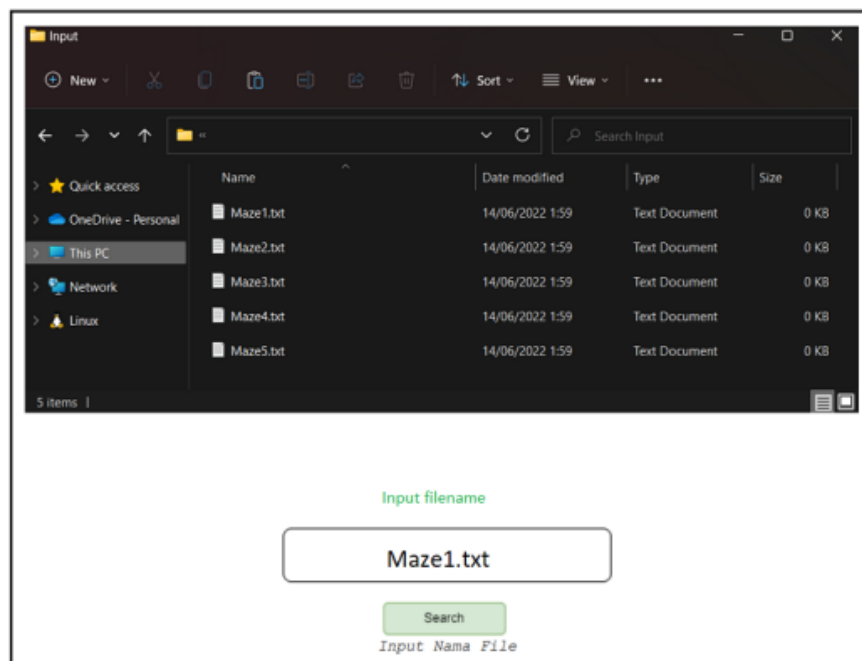 Input
New
Sort
View
•••
«
Search Input
Quick access
OneDrive - Personal
This PC
Network
Linux
Name Date modified Type Size
Maze1.txt 14/06/2022 1:59 Text Document 0 KB
Maze2.txt 14/06/2022 1:59 Text Document 0 KB
Maze3.txt 14/06/2022 1:59 Text Document 0 KB
Maze4.txt 14/06/2022 1:59 Text Document 0 KB
Maze5.txt 14/06/2022 1:59 Text Document 0 KB
5 items
Input filename
Maze1.txt
Search
Input Nama File